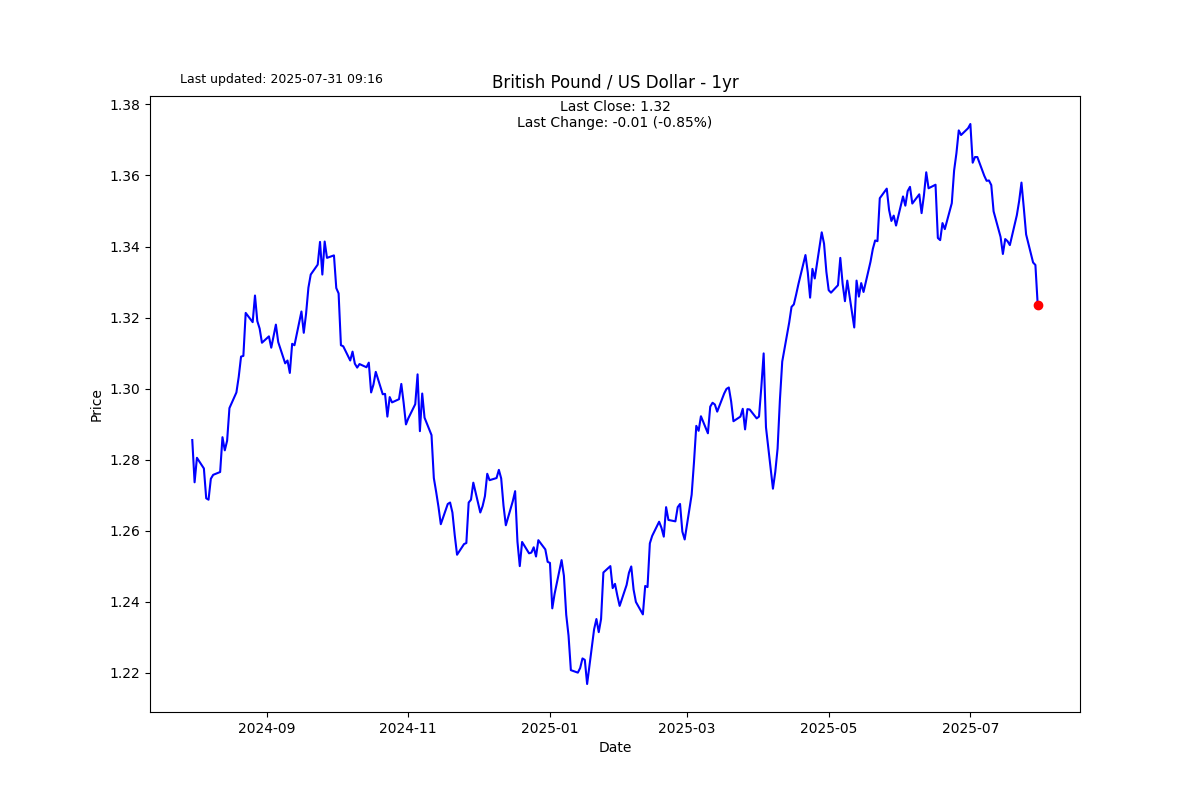 Last updated: 2025-07-31 09:16
British Pound / US Dollar - 1yr
Last Close: 1.32
Last Change: -0.01 (-0.85%)
Price
1.38
1.36
1.34
1.32
1.30
1.28
1.26
1.24
1.22
2024-09
2024-11
2025-01
2025-03
2025-05
2025-07
Date